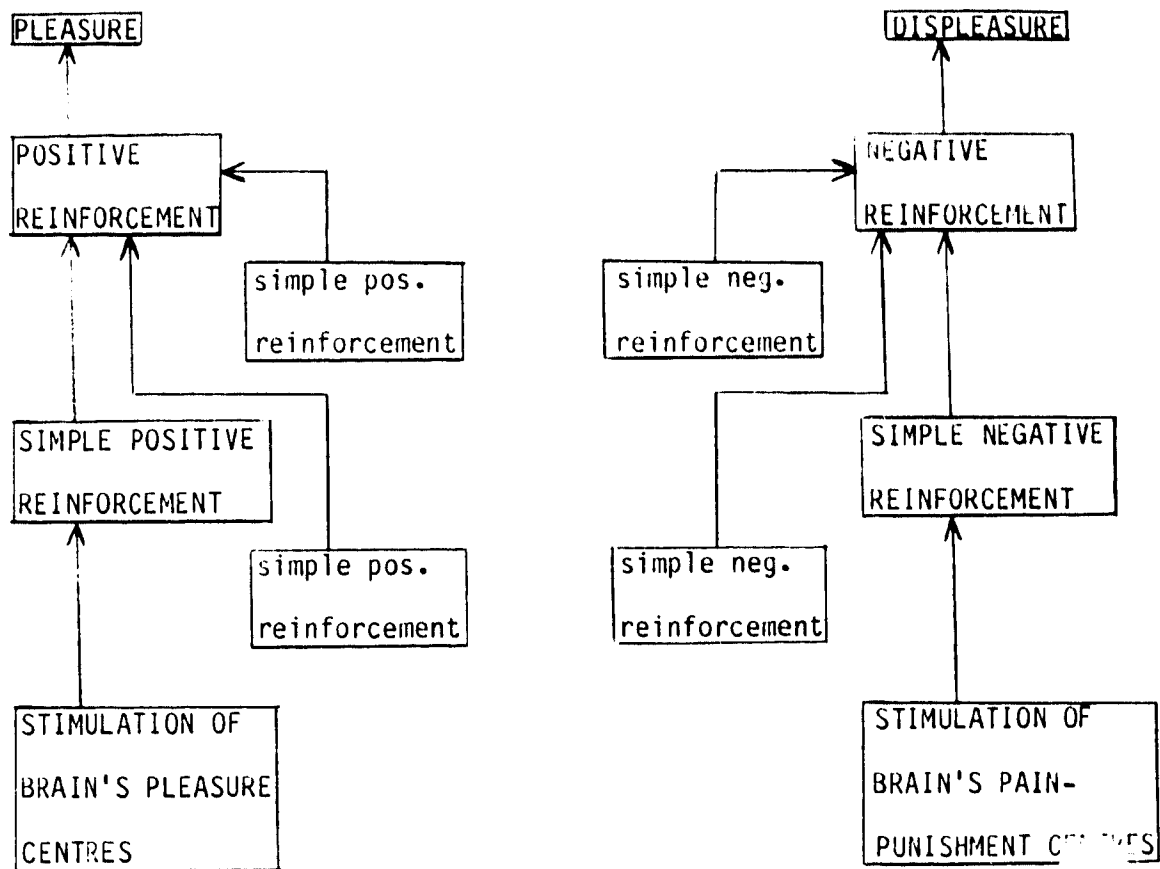 PLEASURE
DISPLEASURE
POSITIVE
REINFORCEMENT
NEGATIVE
REINFORCEMENT
simple pos.
reinforcement
simple neg.
reinforcement
SIMPLE POSITIVE
REINFORCEMENT
SIMPLE NEGATIVE
REINFORCEMENT
simple pos.
reinforcement
simple neg.
reinforcement
STIMULATION OF
BRAIN'S PLEASURE
CENTRES
STIMULATION OF
BRAIN'S PAIN-
PUNISHMENT